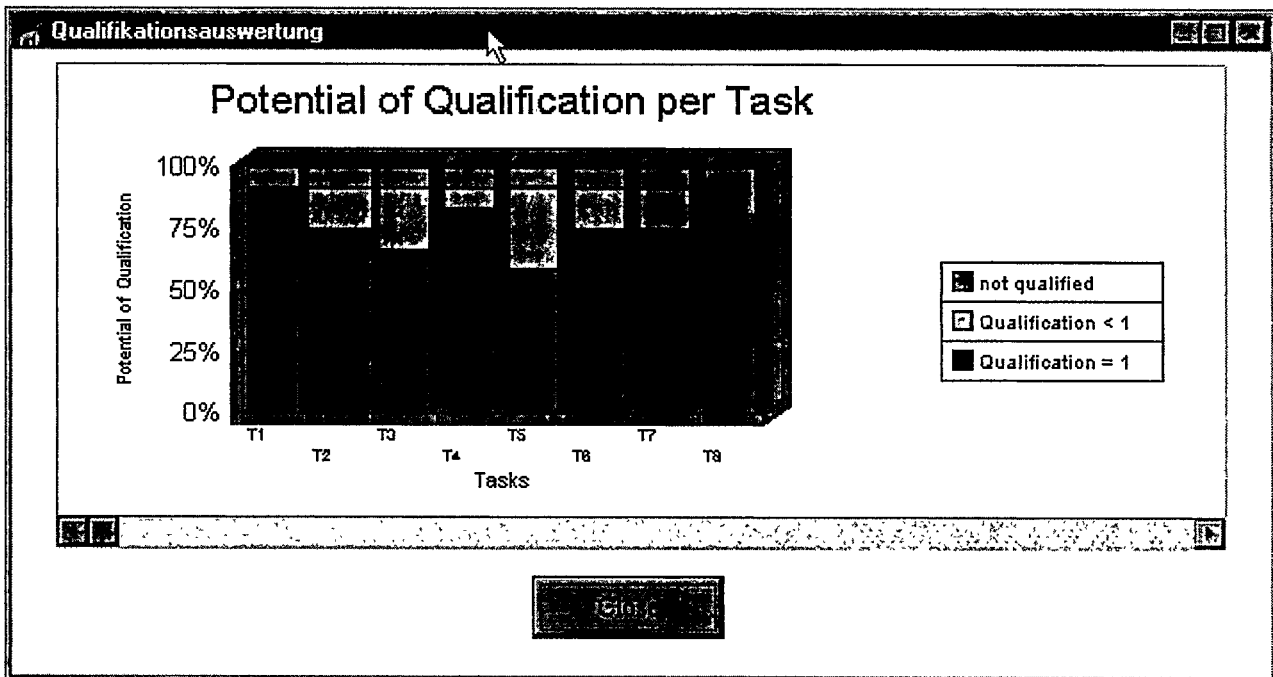 Qualifikationsauswertung
Potential of Qualification per Task
Potential of Qualification
100%
75%
50%
25%
0%
T1
T2
T3
T4
T5
T6
T7
T8
Tasks
not qualified
Qualification < 1
Qualification = 1
Close